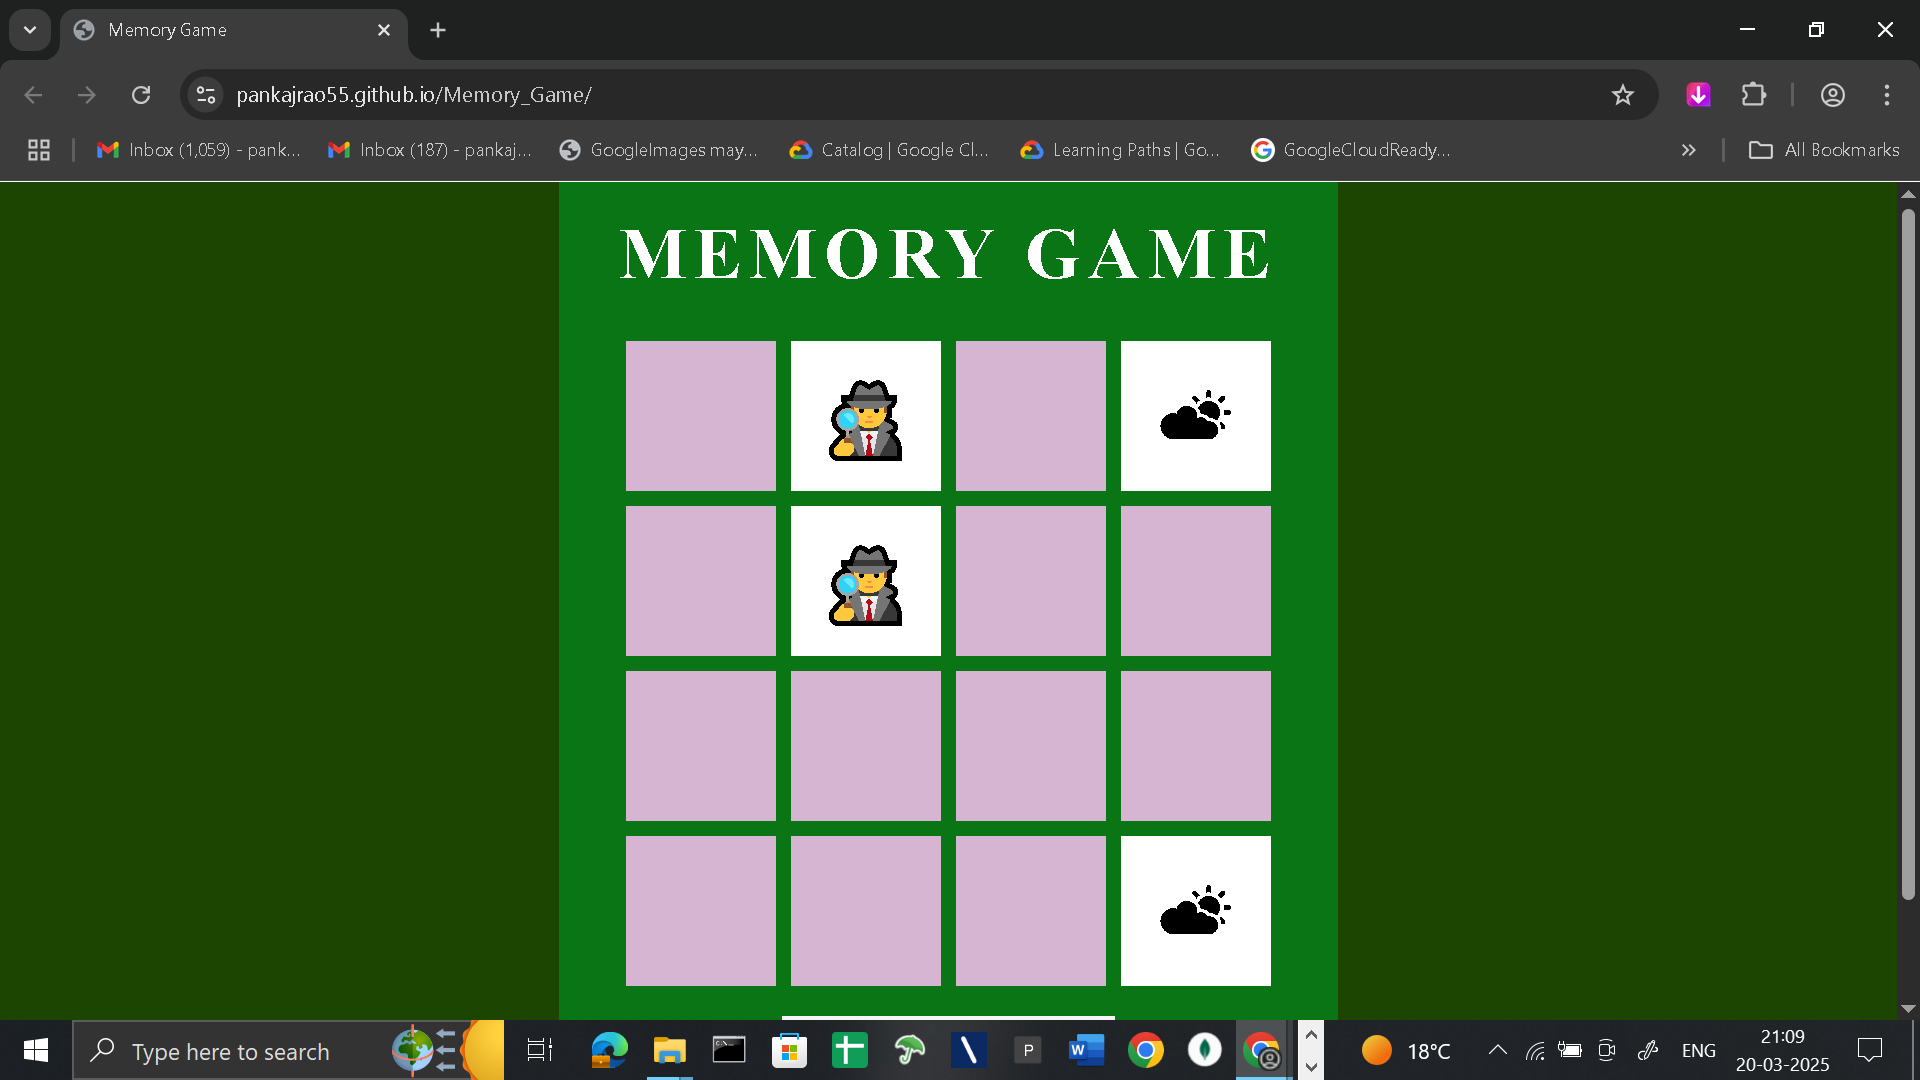 Memory Game
pankajrao55.github.io/Memory_Game/
Inbox (1,059) - pank...
Inbox (187) - pankaj...
GoogleImages may...
Catalog | Google Cl...
Learning Paths | Go...
GoogleCloudReady...
All Bookmarks
MEMORY GAME
Type here to search
P
W
18°C
ENG
21:09
20-03-2025